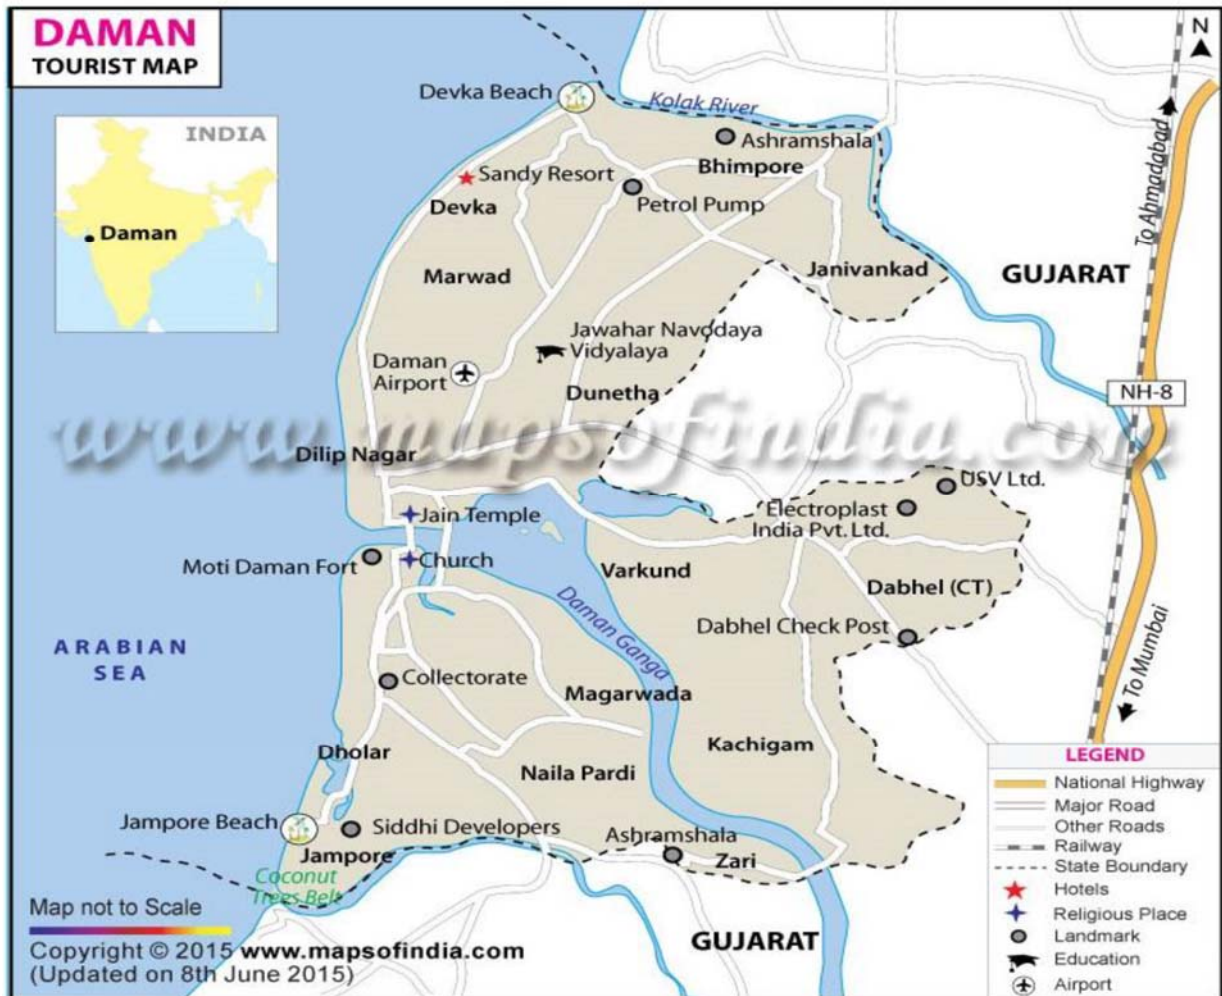 DAMAN
TOURIST MAP
N
INDIA
Daman
Devka Beach
Kolak River
Ashramshala
Bhimpore
Sandy Resort
Devka
Petrol Pump
To Ahmadabad
Marwad
Janivankad
GUJARAT
Jawahar Navodaya
Vidyalaya
Daman
Airport
Dunetha
NH-8
www.mapsofindia.com
Dilip Nagar
USV Ltd.
Electroplast
India Pvt. Ltd.
Jain Temple
Moti Daman Fort
Church
Varkund
Dabhel (CT)
Daman Ganga
Dabhel Check Post
ARABIAN
SEA
To Mumbai
Collectorate
Magarwada
Dholar
Kachigam
Naila Pardi
Jampore Beach
Siddhi Developers
Ashramshala
Jampore
Zari
Coconut
Trees Belt
GUJARAT
Map not to Scale
Copyright © 2015 www.mapsofindia.com
(Updated on 8th June 2015)
LEGEND
National Highway
Major Road
Other Roads
Railway
State Boundary
Hotels
Religious Place
Landmark
Education
Airport